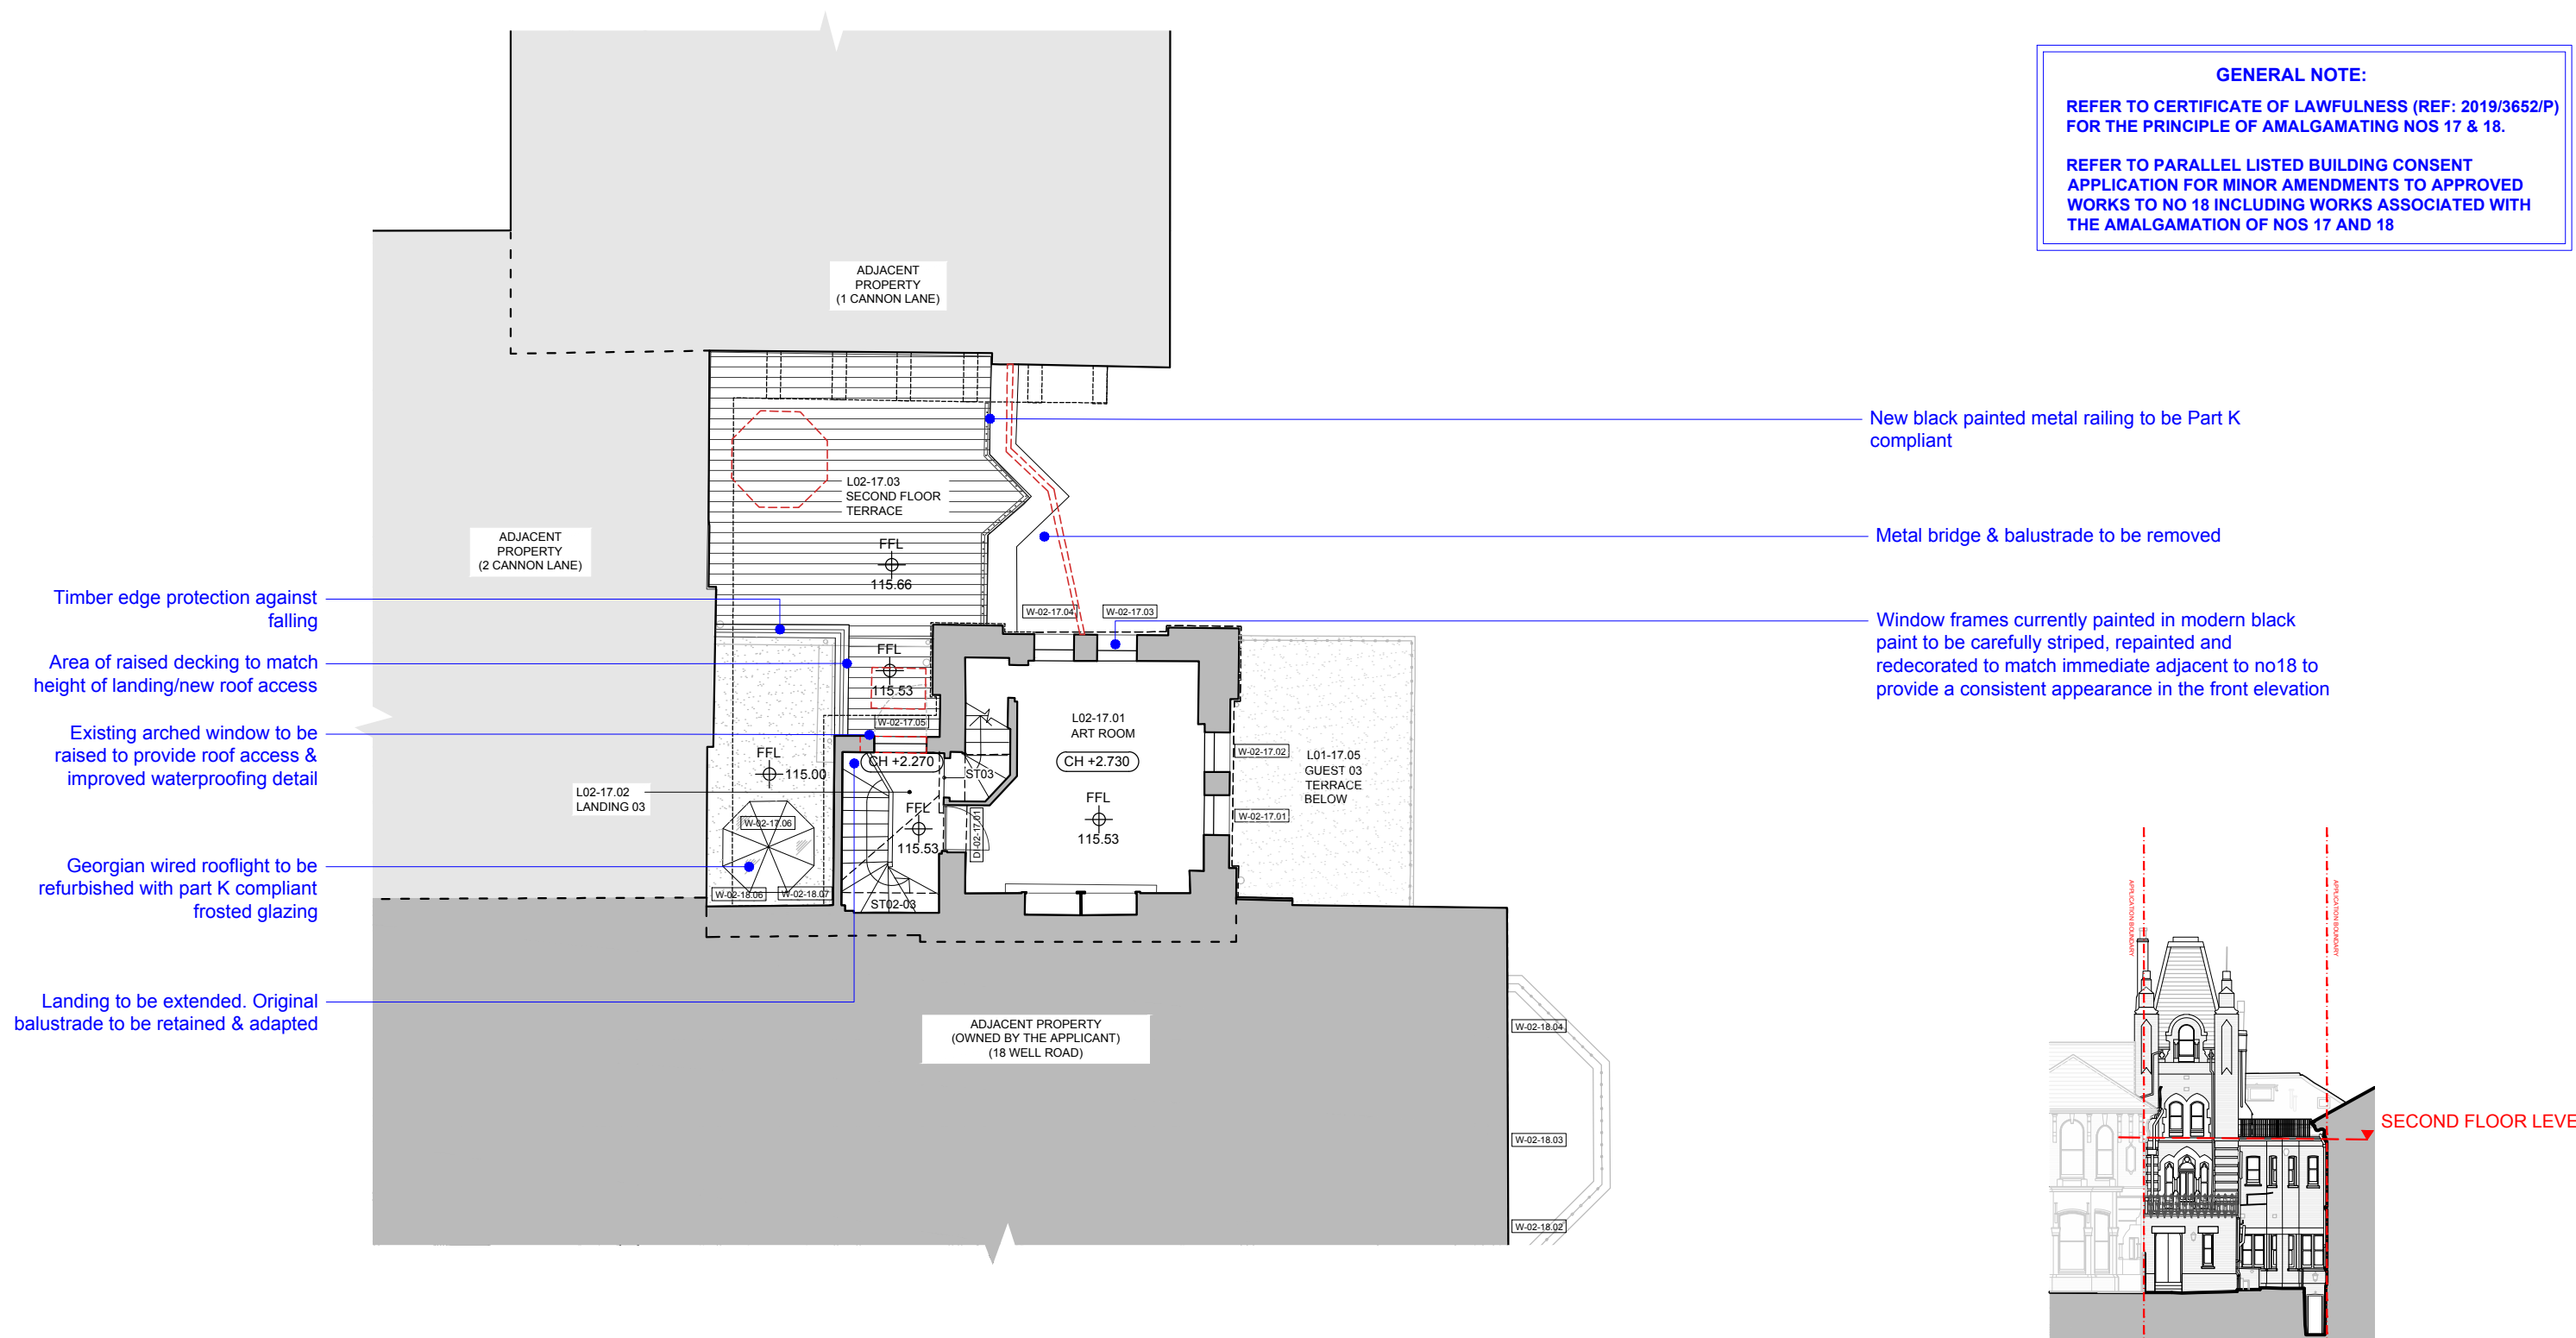 GENERAL NOTE:
REFER TO CERTIFICATE OF LAWFULNESS (REF: 2019/3652/P)
FOR THE PRINCIPLE OF AMALGAMATING NOS 17 & 18.
REFER TO PARALLEL LISTED BUILDING CONSENT
APPLICATION FOR MINOR AMENDMENTS TO APPROVED
WORKS TO NO 18 INCLUDING WORKS ASSOCIATED WITH
THE AMALGAMATION OF NOS 17 AND 18
ADJACENT
PROPERTY
(1 CANNON LANE)
New black painted metal railing to be Part K
compliant
L02-17.03
SECOND FLOOR
TERRACE
ADJACENT
PROPERTY
(2 CANNON LANE)
Metal bridge & balustrade to be removed
FFL
115.66
Timber edge protection against
falling
W-02-17.04
W-02-17.03
Window frames currently painted in modern black
paint to be carefully striped, repainted and
redecorated to match immediate adjacent to no18 to
provide a consistent appearance in the front elevation
Area of raised decking to match
height of landing/new roof access
FFL
115.53
W-02-17.05
L02-17.01
ART ROOM
CH +2.730
FFL
115.53
Existing arched window to be
raised to provide roof access &
improved waterproofing detail
FFL
115.00
CH +2.270
ST03
W-02-17.02
L01-17.05
GUEST 03
TERRACE
BELOW
W-02-17.01
L02-17.02
LANDING 03
FFL
115.53
D-02-17.01
W-02-17.06
Georgian wired rooflight to be
refurbished with part K compliant
frosted glazing
W-02-18.06
W-02-18.07
ST02-03
Landing to be extended. Original
balustrade to be retained & adapted
ADJACENT PROPERTY
(OWNED BY THE APPLICANT)
(18 WELL ROAD)
W-02-18.04
W-02-18.03
W-02-18.02
APPLICATION BOUNDARY
APPLICATION BOUNDARY
SECOND FLOOR LEVE